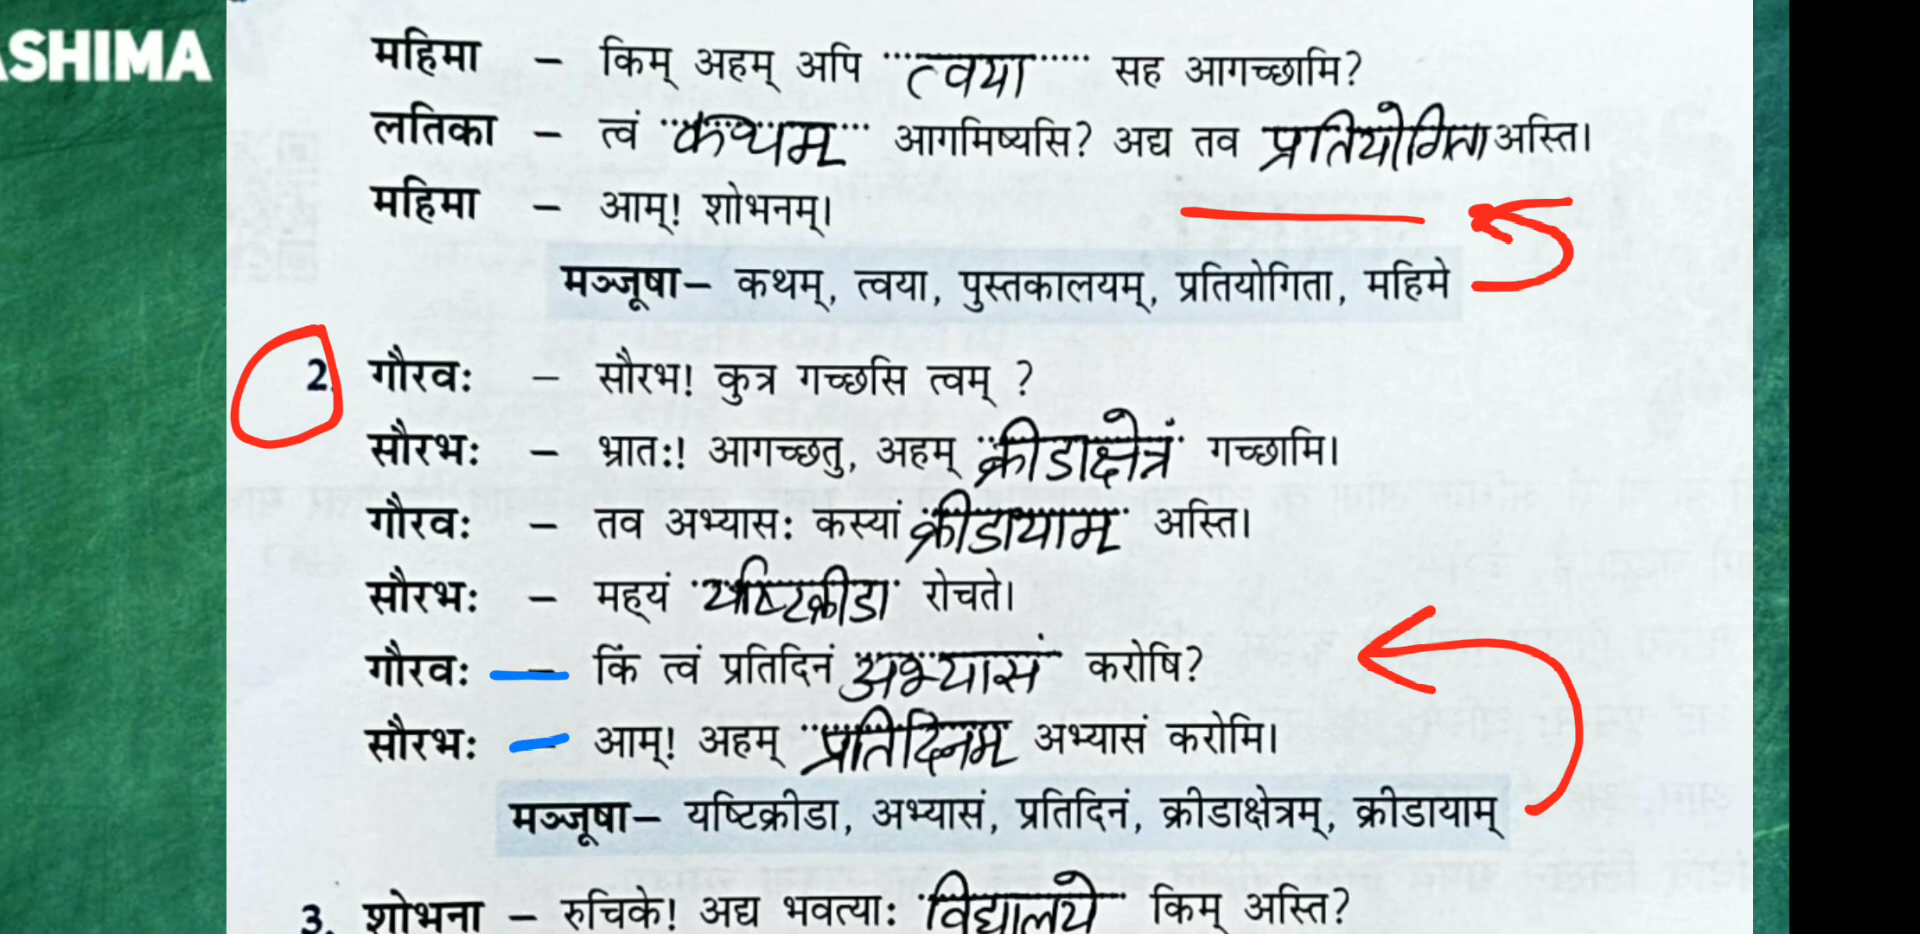 ASHIMA
महिमा – किम् अहम् अपि त्वया सह आगच्छामि?
लतिका – त्वं कथम् आगमिष्यसि? अद्य तव प्रतियोगिता अस्ति।
महिमा – आम्! शोभनम्।
मञ्जूषा– कथम्, त्वया, पुस्तकालयम्, प्रतियोगिता, महिमे
2. गौरवः – सौरभ! कुत्र गच्छसि त्वम् ?
सौरभः – भ्रातः! आगच्छतु, अहम् क्रीडाक्षेत्रं गच्छामि।
गौरवः – तव अभ्यासः कस्यां क्रीडायाम् अस्ति।
सौरभः – मह्यं यष्टिक्रीडा रोचते।
गौरवः – किं त्वं प्रतिदिनं अभ्यासं करोषि?
सौरभः – आम्! अहम् प्रतिदिनम् अभ्यासं करोमि।
मञ्जूषा– यष्टिक्रीडा, अभ्यासं, प्रतिदिनं, क्रीडाक्षेत्रम्, क्रीडायाम्
3. शोभना – रुचिके! अद्य भवत्याः विद्यालये किम् अस्ति?